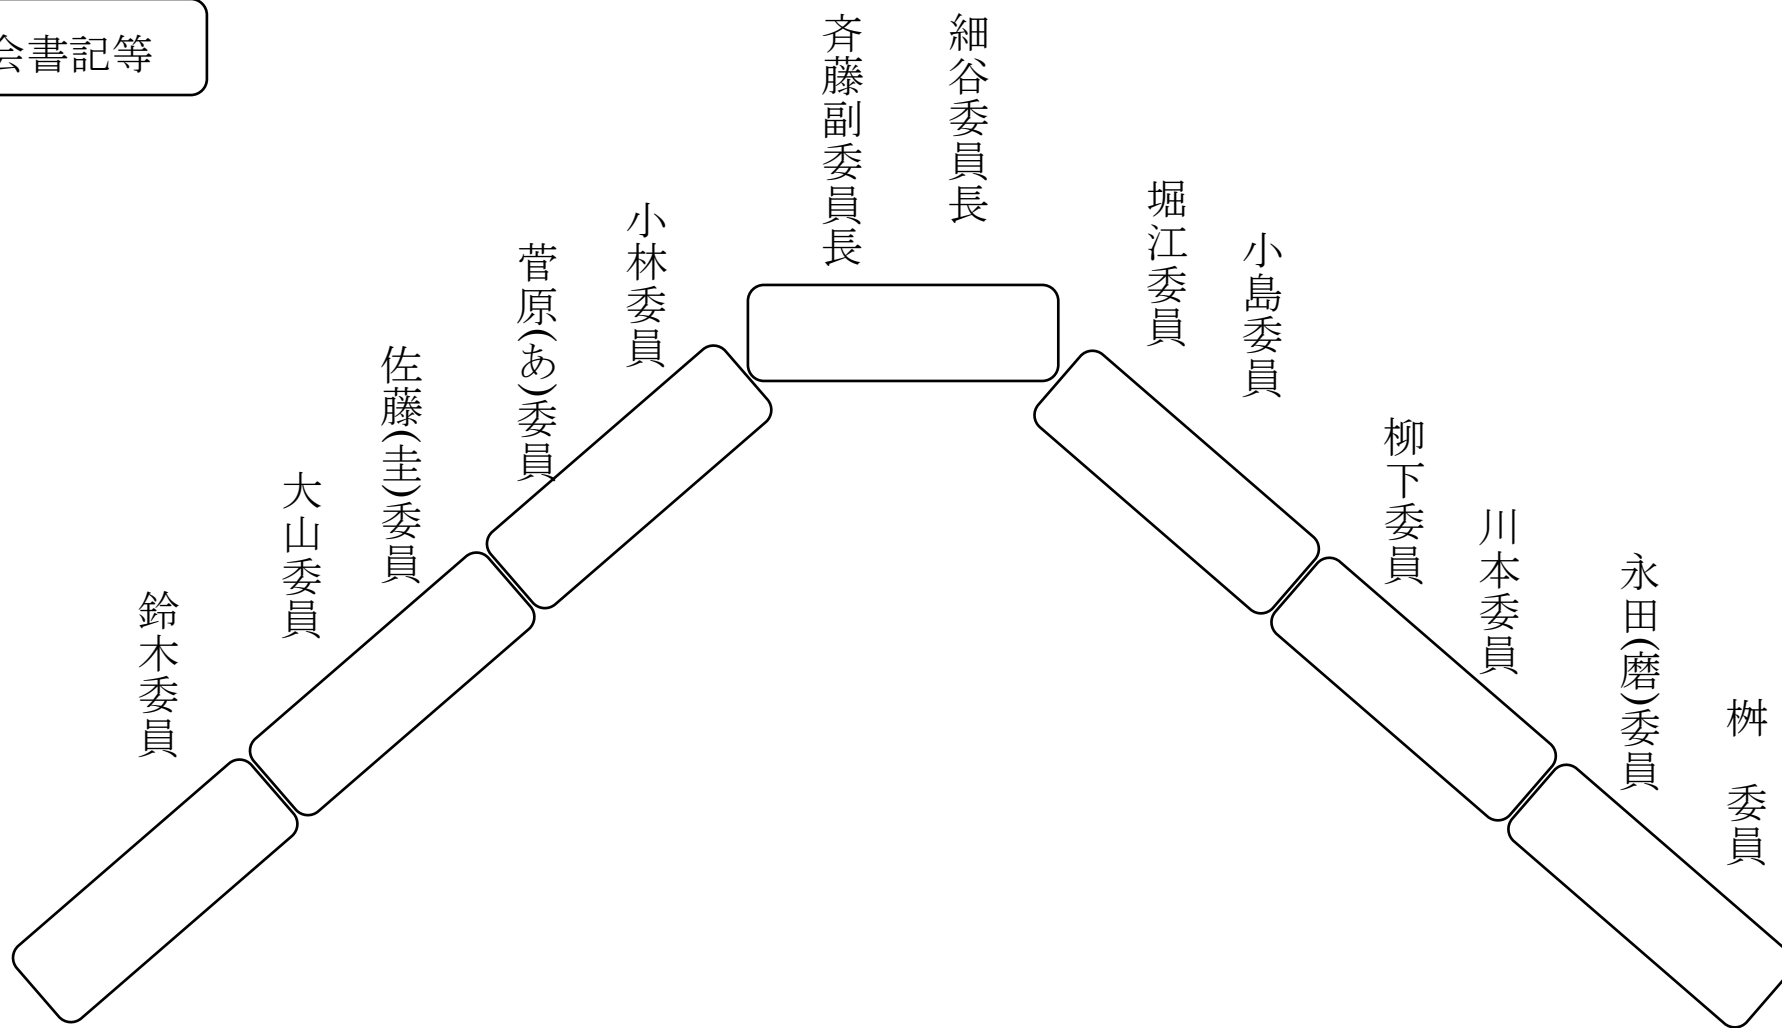 会書記等
斉藤副委員長
細谷委員長
小林委員
菅原(あ)委員
佐藤(圭)委員
大山委員
鈴木委員
堀江委員
小島委員
柳下委員
川本委員
永田(磨)委員
桝　委員